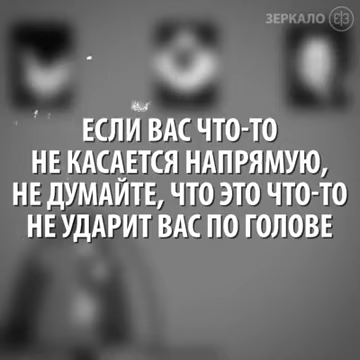 ЗЕРКАЛО
ЕСЛИ ВАС ЧТО-ТО
НЕ КАСАЕТСЯ НАПРЯМУЮ,
НЕ ДУМАЙТЕ, ЧТО ЭТО ЧТО-ТО
НЕ УДАРИТ ВАС ПО ГОЛОВЕ